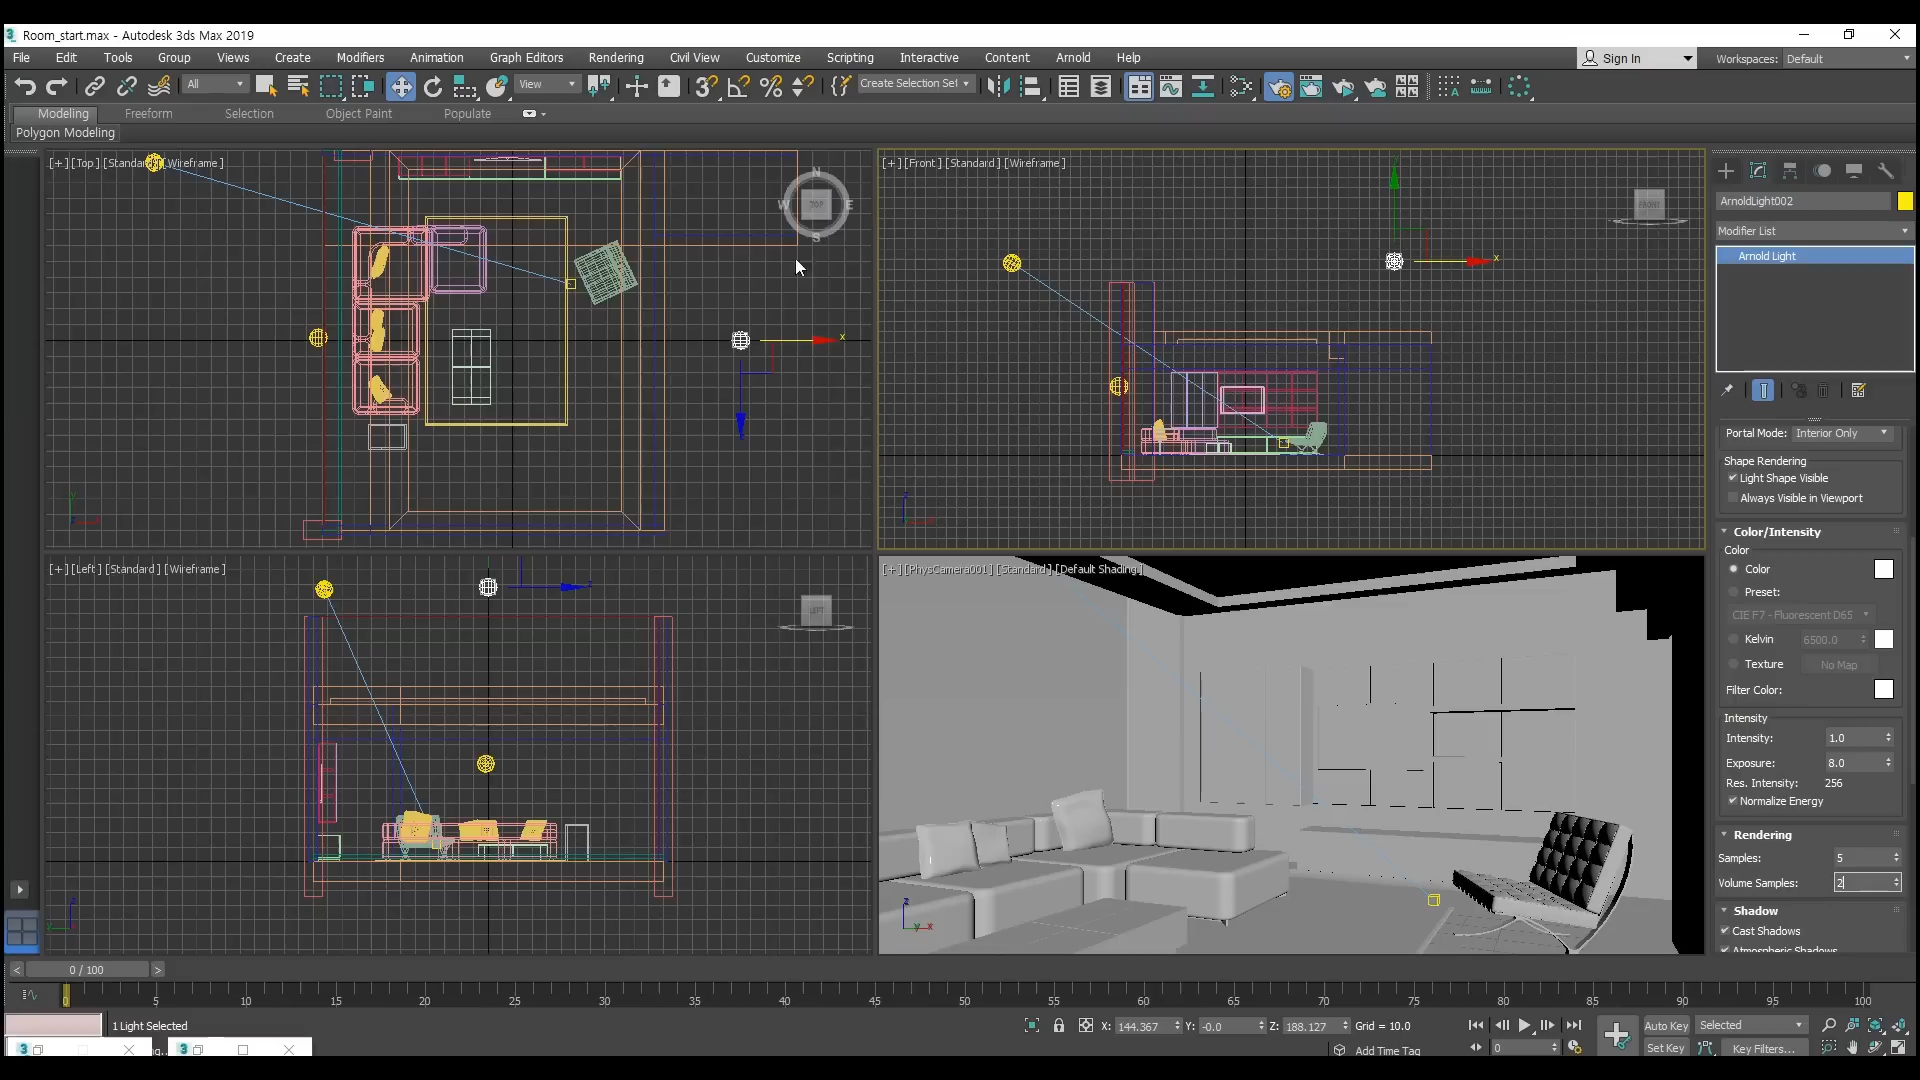 Room_start.max - Autodesk 3ds Max 2019
File Edit Tools Group Views Create Modifiers Animation Graph Editors Rendering Civil View Customize Scripting Interactive Content Arnold Help
Sign In Workspaces: Default
All View Create Selection Set
Modeling Freeform Selection Object Paint Populate
Polygon Modeling
[+] [Top] [Standard] [Wireframe]
N
W TOP E
S
x
[+] [Front] [Standard] [Wireframe]
FRONT
x
[+] [Left] [Standard] [Wireframe]
LEFT
[+] [PhysCamera001] [Standard] [Default Shading]
ArnoldLight002
Modifier List
Arnold Light
Portal Mode: Interior Only
Shape Rendering
Light Shape Visible
Always Visible in Viewport
Color/Intensity
Color
Color
Preset:
CIE F7 - Fluorescent D65
Kelvin 6500.0
Texture No Map
Filter Color:
Intensity
Intensity: 1.0
Exposure: 8.0
Res. Intensity: 256
Normalize Energy
Rendering
Samples: 5
Volume Samples: 2
Shadow
Cast Shadows
Atmospheric Shadows
< 0 / 100 >
0 5 10 15 20 25 30 35 40 45 50 55 60 65 70 75 80 85 90 95 100
1 Light Selected
X: 144.367 Y: -0.0 Z: 188.127 Grid = 10.0
Auto Key Selected
Add Time Tag
0 Set Key Key Filters...